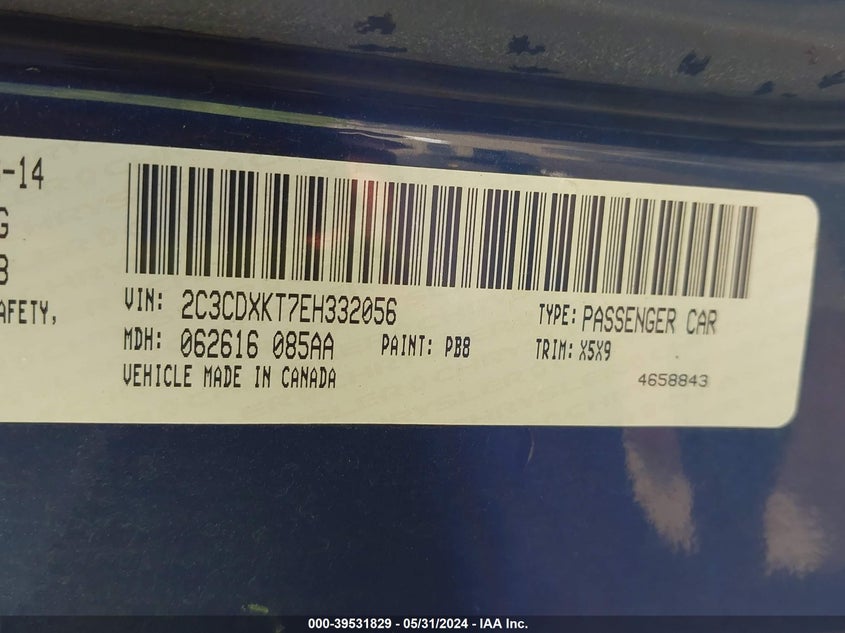 -14
G
8
AFETY,
VIN: 2C3CDXKT7EH332056
TYPE: PASSENGER CAR
MDH: 062616 085AA
PAINT: PB8
TRIM: X5X9
VEHICLE MADE IN CANADA
4658843
000-39531829 - 05/31/2024 - IAA Inc.